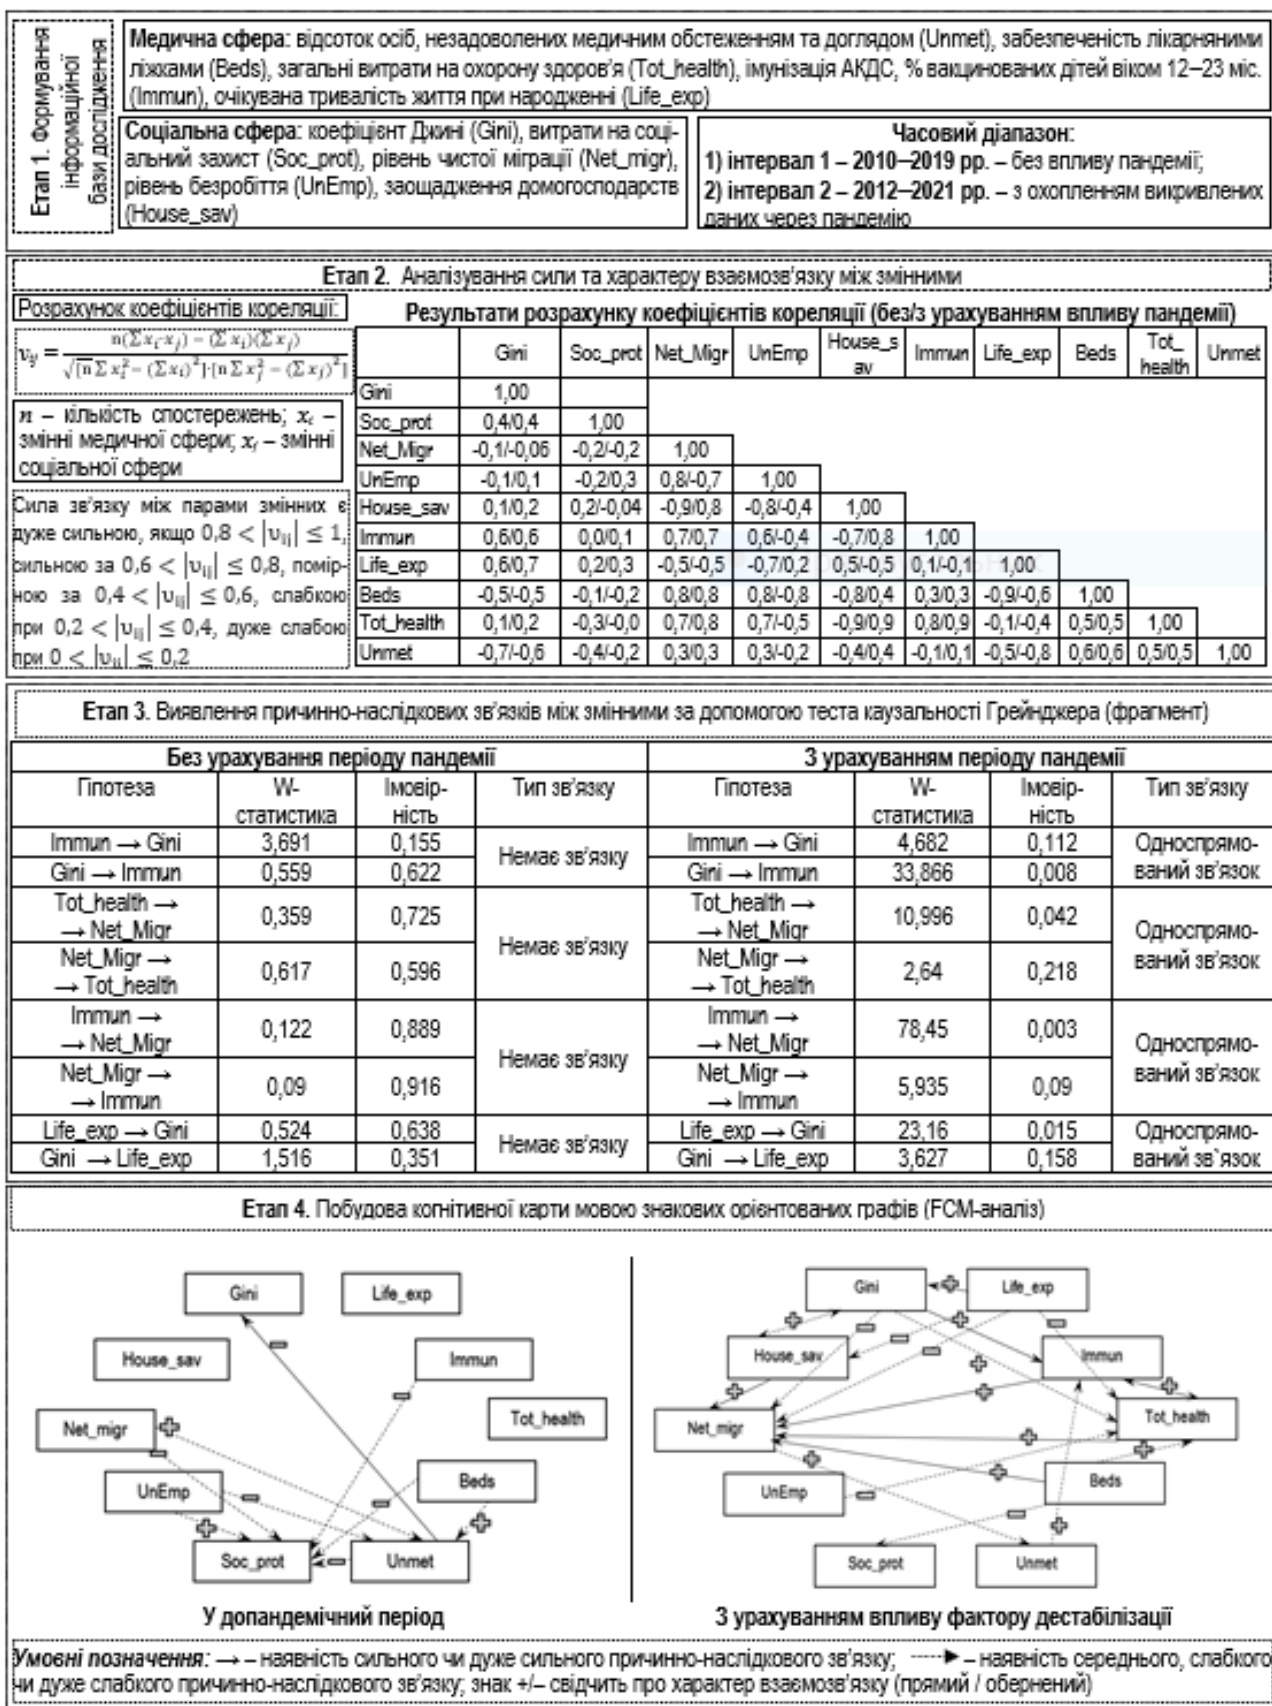 Етап 1. Формування
інформаційної
бази дослідження
Медична сфера: відсоток осіб, незадоволених медичним обстеженням та доглядом (Unmet), забезпеченість лікарняними
ліжками (Beds), загальні витрати на охорону здоров'я (Tot_health), імунізація АКДС, % вакцинованих дітей віком 12–23 міс.
(Immun), очікувана тривалість життя при народженні (Life_exp)
Соціальна сфера: коефіцієнт Джині (Gini), витрати на соці-
альний захист (Soc_prot), рівень чистої міграції (Net_migr),
рівень безробіття (UnEmp), заощадження домогосподарств
(House_sav)
Часовий діапазон:
1) інтервал 1 – 2010–2019 рр. – без впливу пандемії;
2) інтервал 2 – 2012–2021 рр. – з охопленням викривлених
даних через пандемію
Етап 2. Аналізування сили та характеру взаємозв'язку між змінними
Розрахунок коефіцієнтів кореляції:
υij = n(∑xi·xj) – (∑xi)(∑xj) / √[n∑xi² – (∑xi)²]·[n∑xj² – (∑xj)²]
n – кількість спостережень; xi –
змінні медичної сфери; xj – змінні
соціальної сфери
Сила зв'язку між парами змінних є
дуже сильною, якщо 0,8 < |υij| ≤ 1,
сильною за 0,6 < |υij| ≤ 0,8, помір-
ною за 0,4 < |υij| ≤ 0,6, слабкою
при 0,2 < |υij| ≤ 0,4, дуже слабкою
при 0 < |υij| ≤ 0,2
Результати розрахунку коефіцієнтів кореляції (без/з урахуванням впливу пандемії)
Gini Soc_prot Net_Migr UnEmp House_sav Immun Life_exp Beds Tot_health Unmet
Gini 1,00
Soc_prot 0,4/0,4 1,00
Net_Migr -0,1/-0,06 -0,2/-0,2 1,00
UnEmp -0,1/0,1 -0,2/0,3 0,8/-0,7 1,00
House_sav 0,1/0,2 0,2/-0,04 -0,9/0,8 -0,8/-0,4 1,00
Immun 0,6/0,6 0,0/0,1 0,7/0,7 0,6/-0,4 -0,7/0,8 1,00
Life_exp 0,6/0,7 0,2/0,3 -0,5/-0,5 -0,7/0,2 0,5/-0,5 0,1/-0,1 1,00
Beds -0,5/-0,5 -0,1/-0,2 0,8/0,8 0,8/-0,8 -0,8/0,4 0,3/0,3 -0,9/-0,6 1,00
Tot_health 0,1/0,2 -0,3/-0,0 0,7/0,8 0,7/-0,5 -0,9/0,9 0,8/0,9 -0,1/-0,4 0,5/0,5 1,00
Unmet -0,7/-0,6 -0,4/-0,2 0,3/0,3 0,3/-0,2 -0,4/0,4 -0,1/0,1 -0,5/-0,8 0,6/0,6 0,5/0,5 1,00
Етап 3. Виявлення причинно-наслідкових зв'язків між змінними за допомогою теста каузальності Грейнджера (фрагмент)
Без урахування періоду пандемії
З урахуванням періоду пандемії
Гіпотеза W-статистика Імовір-ність Тип зв'язку Гіпотеза W-статистика Імовір-ність Тип зв'язку
Immun → Gini 3,691 0,155 Немає зв'язку Immun → Gini 4,682 0,112 Односпрямо-
Gini → Immun 0,559 0,622 Gini → Immun 33,866 0,008 ваний зв'язок
Tot_health → → Net_Migr 0,359 0,725 Немає зв'язку Tot_health → → Net_Migr 10,996 0,042 Односпрямо-
Net_Migr → → Tot_health 0,617 0,596 Net_Migr → → Tot_health 2,64 0,218 ваний зв'язок
Immun → → Net_Migr 0,122 0,889 Немає зв'язку Immun → → Net_Migr 78,45 0,003 Односпрямо-
Net_Migr → → Immun 0,09 0,916 Net_Migr → → Immun 5,935 0,09 ваний зв'язок
Life_exp → Gini 0,524 0,638 Немає зв'язку Life_exp → Gini 23,16 0,015 Односпрямо-
Gini → Life_exp 1,516 0,351 Gini → Life_exp 3,627 0,158 ваний зв`язок
Етап 4. Побудова когнітивної карти мовою знакових орієнтованих графів (FCM-аналіз)
Gini Life_exp
House_sav Immun
Net_migr Tot_health
UnEmp Beds
Soc_prot Unmet
У допандемічний період
Gini Life_exp
House_sav Immun
Net_migr Tot_health
UnEmp Beds
Soc_prot Unmet
З урахуванням впливу фактору дестабілізації
Умовні позначення: → – наявність сильного чи дуже сильного причинно-наслідкового зв'язку; ----► – наявність середнього, слабкого
чи дуже слабкого причинно-наслідкового зв'язку; знак +/– свідчить про характер взаємозв'язку (прямий / обернений)